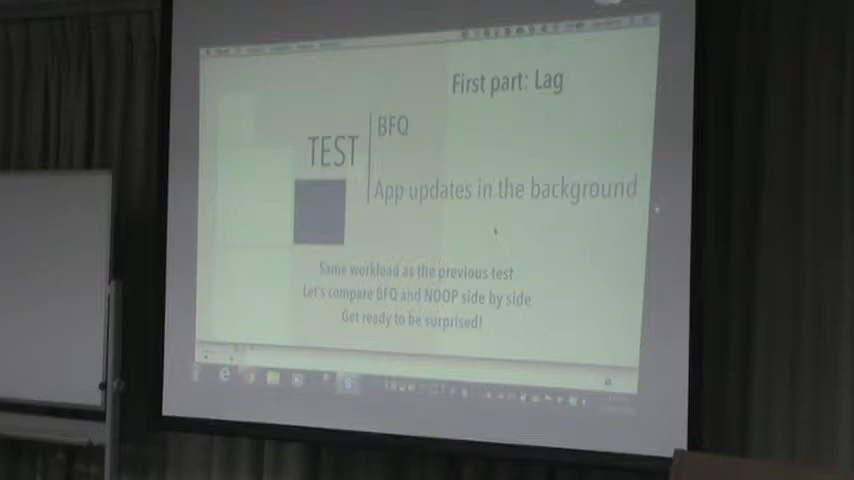 First part: Lag
BFQ
TEST
App updates in the background
Same workload as the previous test
Let's compare BFQ and NOOP side by side
Get ready to be surprised!